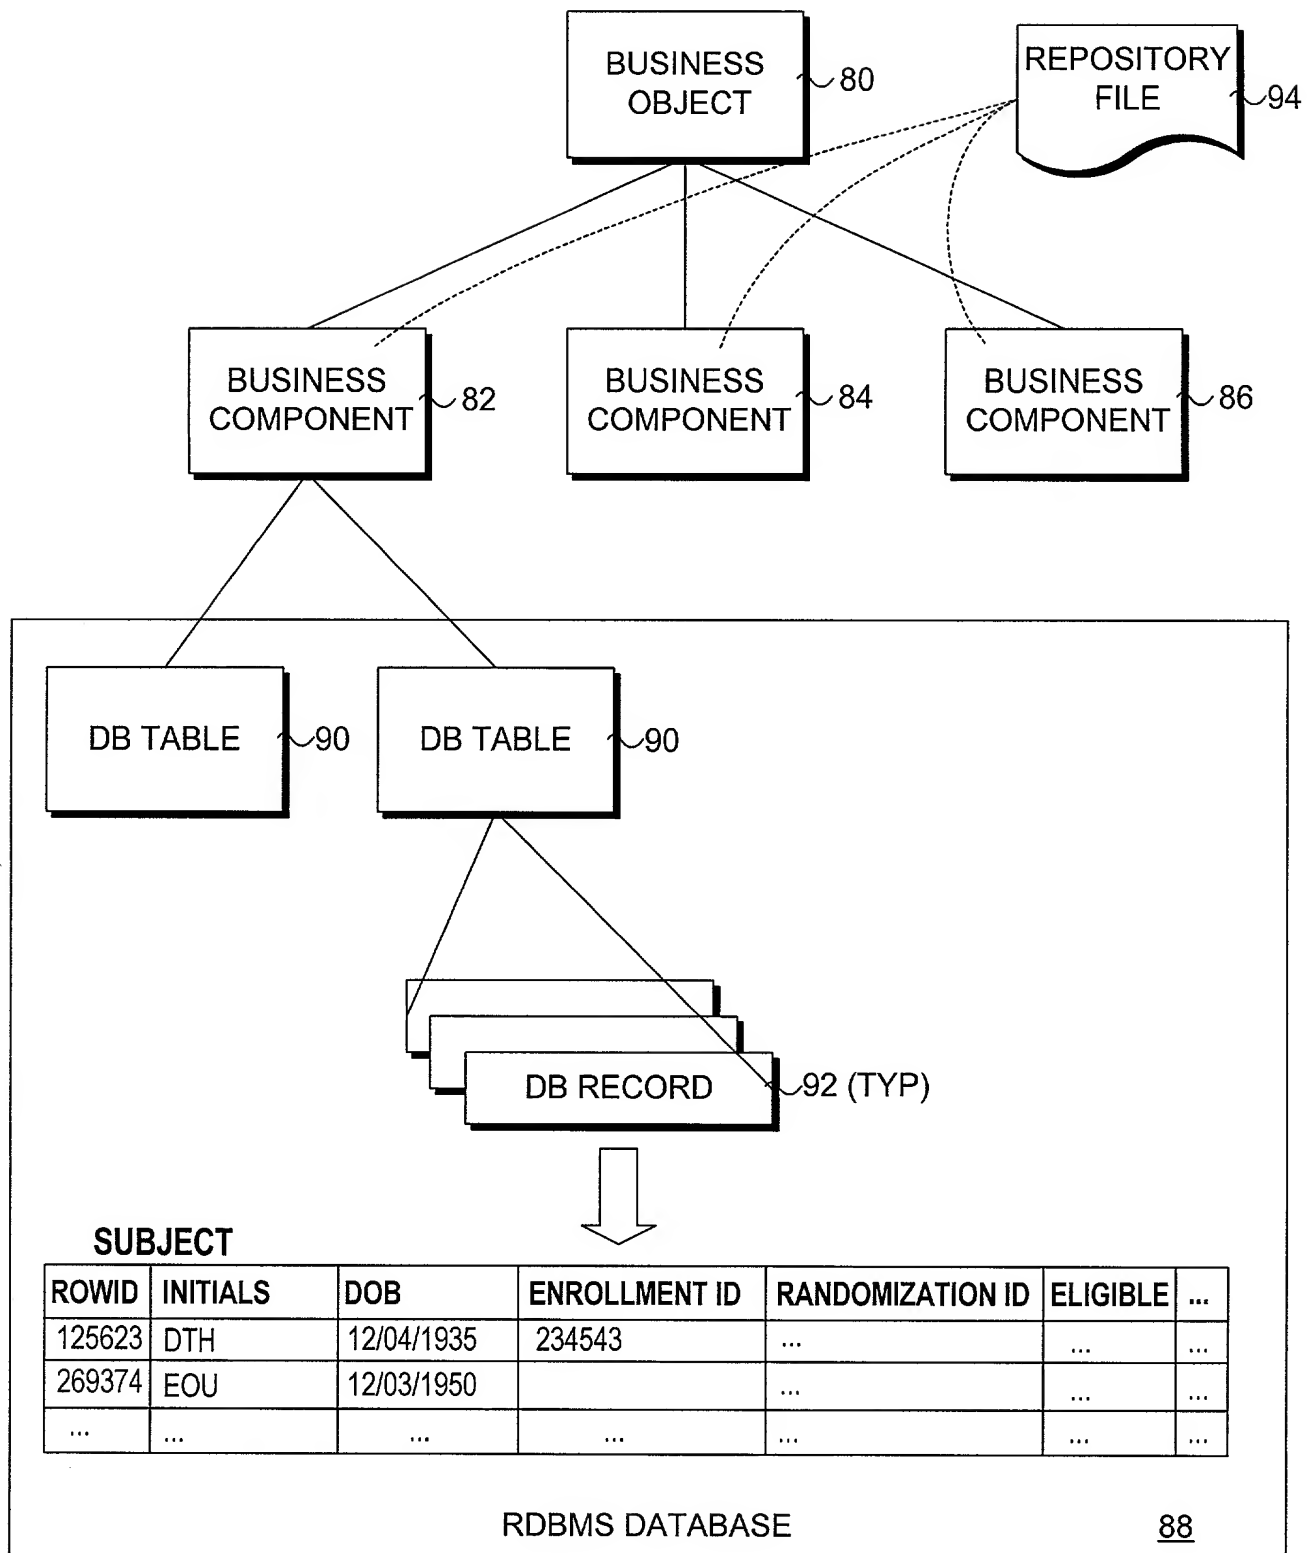 BUSINESS
OBJECT
80
REPOSITORY
FILE
94
BUSINESS
COMPONENT
82
BUSINESS
COMPONENT
84
BUSINESS
COMPONENT
86
DB TABLE
90
DB TABLE
90
DB RECORD
92 (TYP)
SUBJECT
ROWID INITIALS DOB ENROLLMENT ID RANDOMIZATION ID ELIGIBLE ...
125623 DTH 12/04/1935 234543 ... ... ...
269374 EOU 12/03/1950 ... ... ...
... ... ... ... ... ... ...
RDBMS DATABASE
88